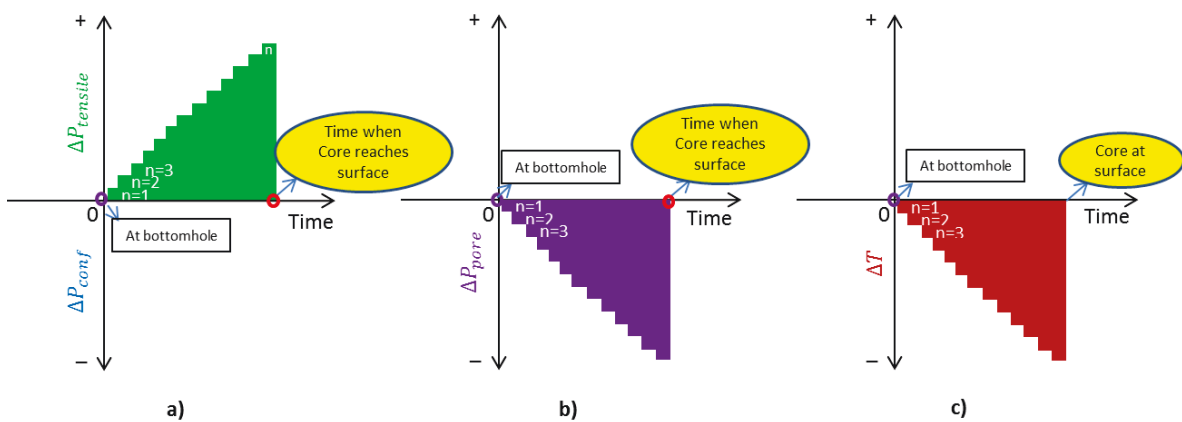 +
ΔP_tensile
n
n=3
n=2
n=1
0
Time
Time when
Core reaches
surface
At bottomhole
ΔP_conf
–
a)
+
At bottomhole
Time when
Core reaches
surface
0
Time
n=1
n=2
n=3
ΔP_pore
–
b)
+
At bottomhole
Core at
surface
0
Time
n=1
n=2
n=3
ΔT
–
c)